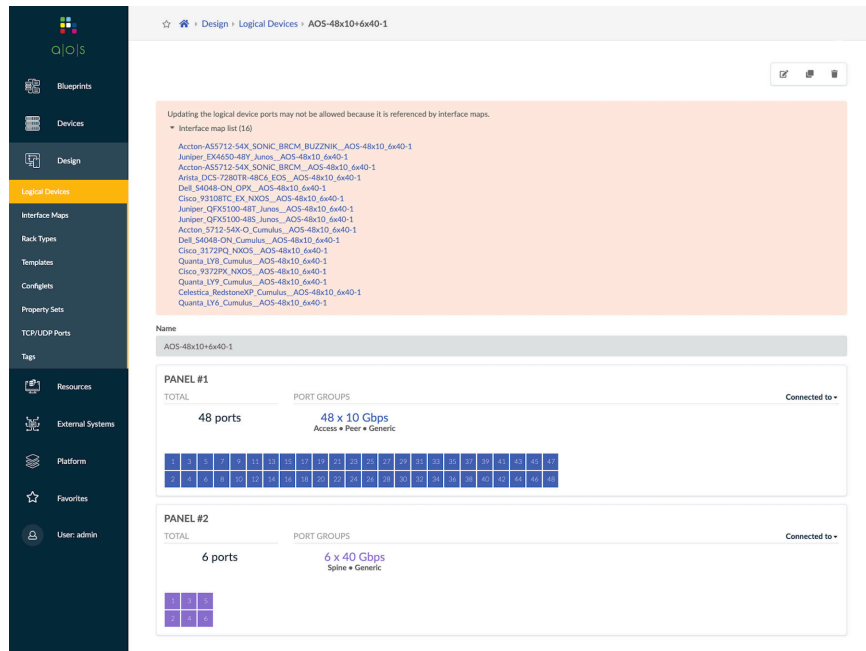 a|o|s
Blueprints
Devices
Design
Logical Devices
Interface Maps
Rack Types
Templates
Configlets
Property Sets
TCP/UDP Ports
Tags
Resources
External Systems
Platform
Favorites
User: admin
Design Logical Devices AOS-48x10+6x40-1
Updating the logical device ports may not be allowed because it is referenced by interface maps.
Interface map list (16)
Accton-AS5712-54X_SONiC_BRCM_BUZZNIK__AOS-48x10_6x40-1
Juniper_EX4650-48Y_Junos__AOS-48x10_6x40-1
Accton-AS5712-54X_SONiC_BRCM__AOS-48x10_6x40-1
Arista_DCS-7280TR-48C6_EOS__AOS-48x10_6x40-1
Dell_S4048-ON_OPX__AOS-48x10_6x40-1
Cisco_93108TC_EX_NXOS__AOS-48x10_6x40-1
Juniper_QFX5100-48T_Junos__AOS-48x10_6x40-1
Juniper_QFX5100-48S_Junos__AOS-48x10_6x40-1
Accton_5712-54X-O_Cumulus__AOS-48x10_6x40-1
Dell_S4048-ON_Cumulus__AOS-48x10_6x40-1
Cisco_3172PQ_NXOS__AOS-48x10_6x40-1
Quanta_LY8_Cumulus__AOS-48x10_6x40-1
Cisco_9372PX_NXOS__AOS-48x10_6x40-1
Quanta_LY9_Cumulus__AOS-48x10_6x40-1
Celestica_RedstoneXP_Cumulus__AOS-48x10_6x40-1
Quanta_LY6_Cumulus__AOS-48x10_6x40-1
Name
AOS-48x10+6x40-1
PANEL #1
TOTAL PORT GROUPS Connected to
48 ports 48 x 10 Gbps
Access • Peer • Generic
1 3 5 7 9 11 13 15 17 19 21 23 25 27 29 31 33 35 37 39 41 43 45 47
2 4 6 8 10 12 14 16 18 20 22 24 26 28 30 32 34 36 38 40 42 44 46 48
PANEL #2
TOTAL PORT GROUPS Connected to
6 ports 6 x 40 Gbps
Spine • Generic
1 3 5
2 4 6